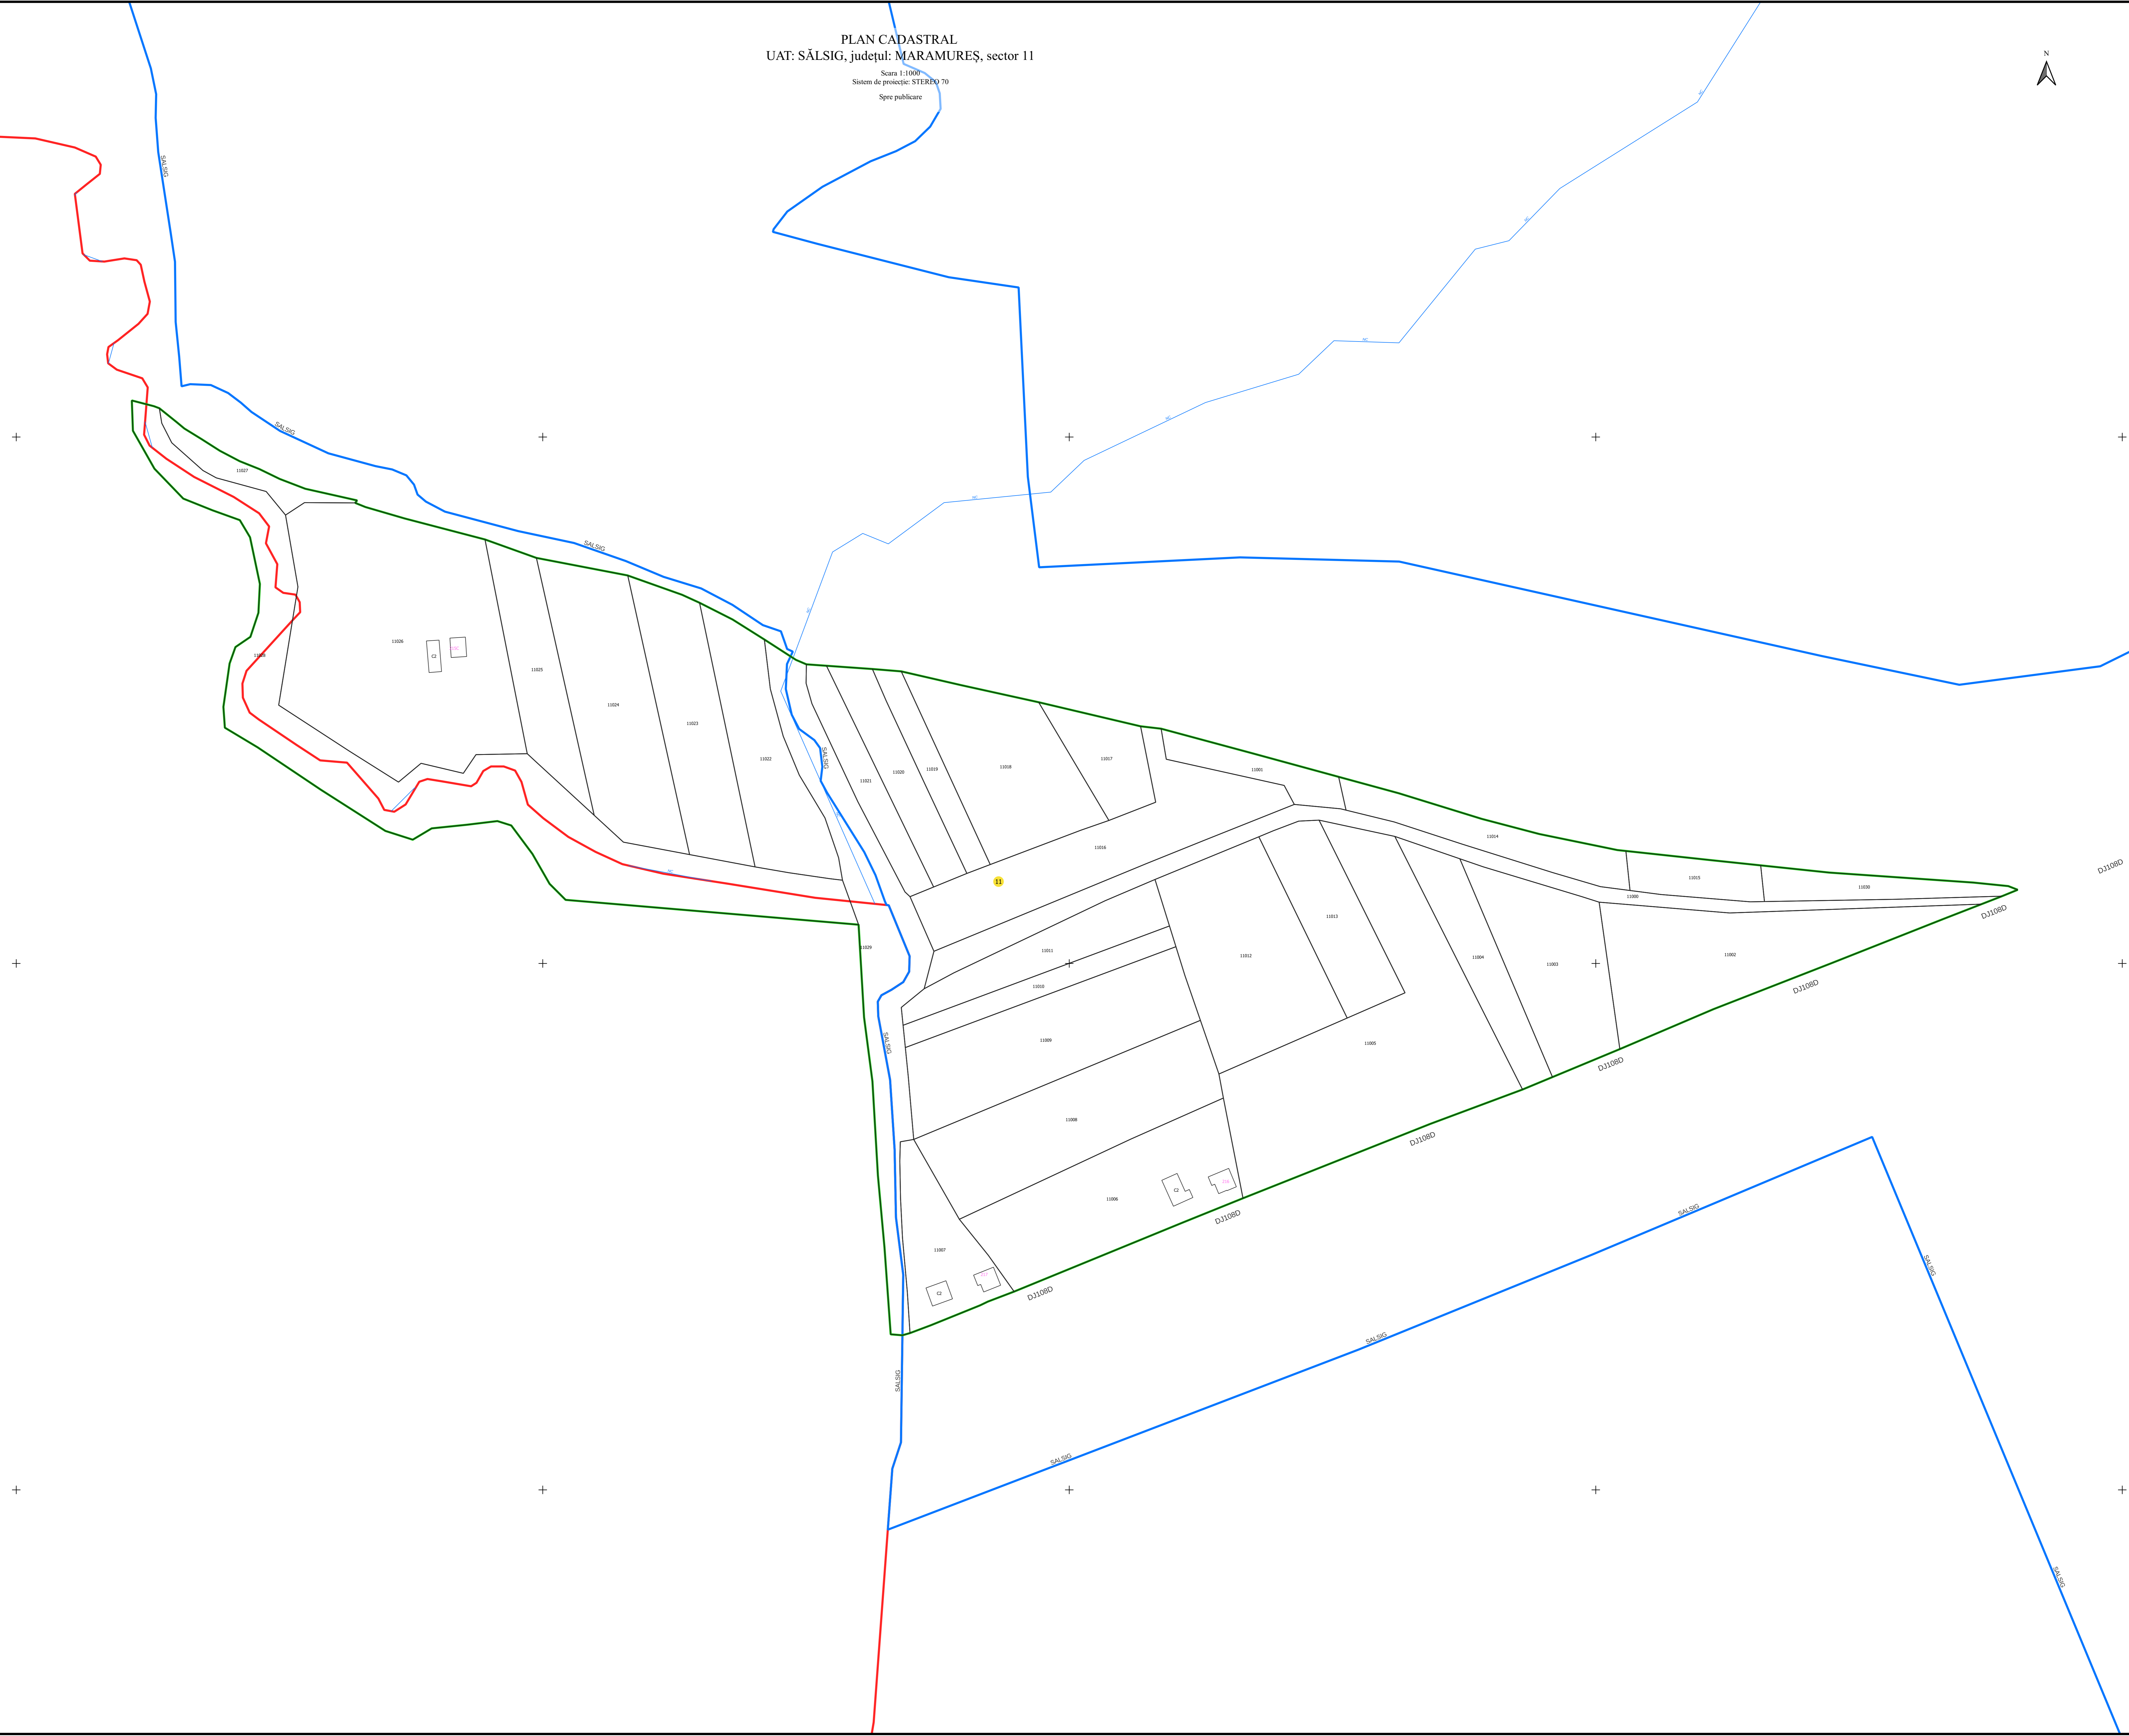 PLAN CADASTRAL
UAT: SĂLSIG, județul: MARAMUREȘ, sector 11
Scara 1:1000
Sistem de proiecție: STEREO 70
Spre publicare
N
SALSIG
SALSIG
SALSIG
11027
11026
C2
11025
11024
11023
11022
SALSIG
11021
11020
11019
11018
11017
11001
11016
11
11014
11015
11030
11000
DJ108D
DJ108D
11029
11011
11010
11012
11013
11004
11003
11002
DJ108D
SALSIG
11009
11005
DJ108D
11008
DJ108D
11006
C2
DJ108D
11007
C2
DJ108D
SALSIG
SALSIG
SALSIG
SALSIG
SALSIG
SALSIG